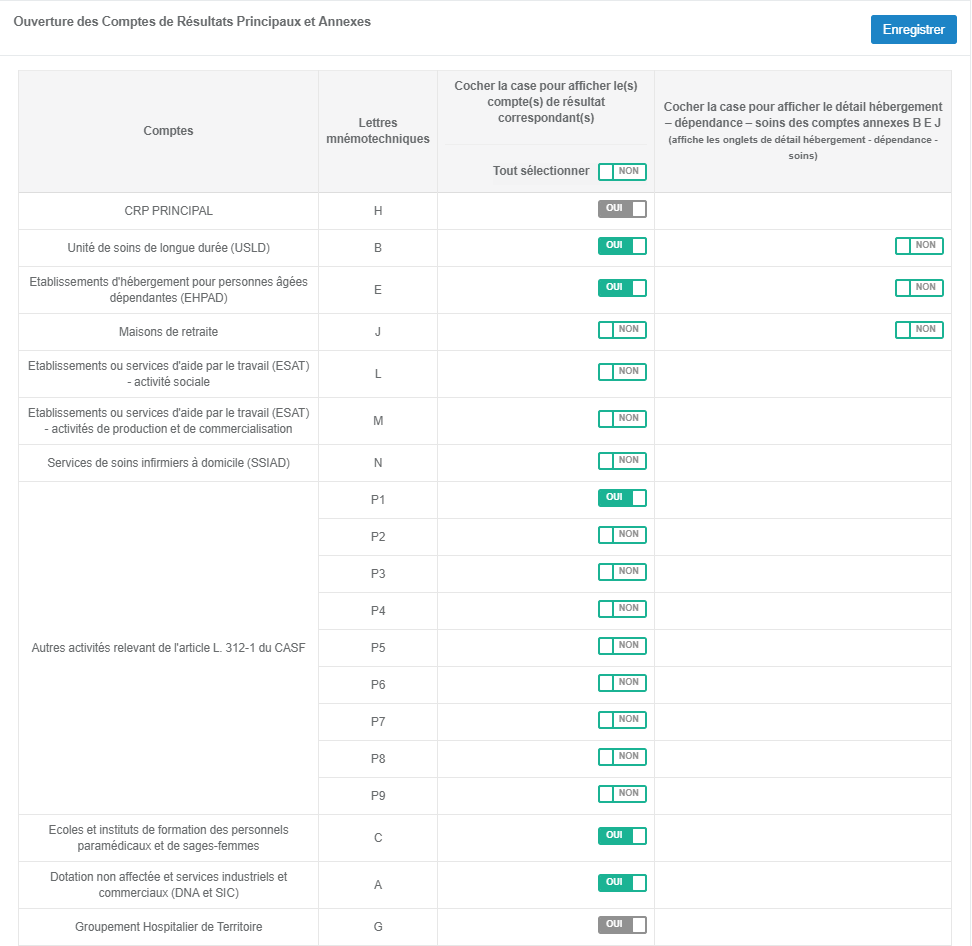 Ouverture des Comptes de Résultats Principaux et Annexes
Enregistrer
Comptes
Lettres
mnémotechniques
Cocher la case pour afficher le(s)
compte(s) de résultat
correspondant(s)
Tout sélectionner NON
Cocher la case pour afficher le détail hébergement
– dépendance – soins des comptes annexes B E J
(affiche les onglets de détail hébergement - dépendance -
soins)
CRP PRINCIPAL H OUI
Unité de soins de longue durée (USLD) B OUI NON
Etablissements d'hébergement pour personnes âgées
dépendantes (EHPAD) E OUI NON
Maisons de retraite J NON NON
Etablissements ou services d'aide par le travail (ESAT)
- activité sociale L NON
Etablissements ou services d'aide par le travail (ESAT)
- activités de production et de commercialisation M NON
Services de soins infirmiers à domicile (SSIAD) N NON
Autres activités relevant de l'article L. 312-1 du CASF
P1 OUI
P2 NON
P3 NON
P4 NON
P5 NON
P6 NON
P7 NON
P8 NON
P9 NON
Ecoles et instituts de formation des personnels
paramédicaux et de sages-femmes C OUI
Dotation non affectée et services industriels et
commerciaux (DNA et SIC) A OUI
Groupement Hospitalier de Territoire G OUI